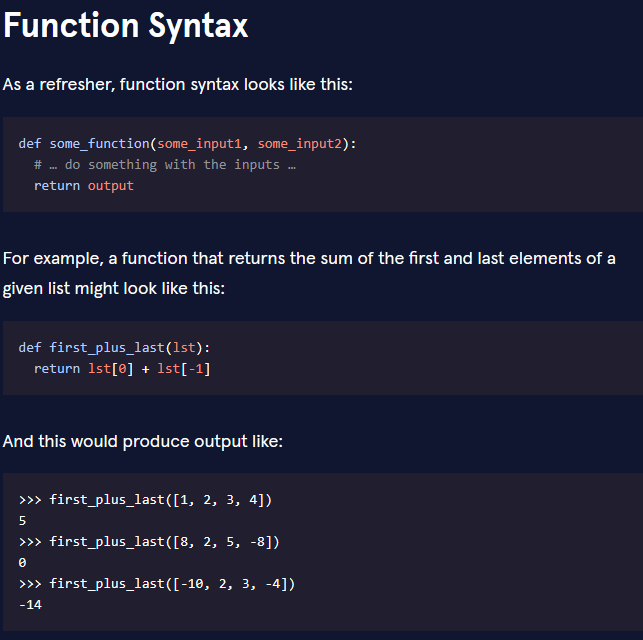 Function Syntax
As a refresher, function syntax looks like this:
def some_function(some_input1, some_input2):
  # … do something with the inputs …
  return output
For example, a function that returns the sum of the first and last elements of a
given list might look like this:
def first_plus_last(lst):
  return lst[0] + lst[-1]
And this would produce output like:
>>> first_plus_last([1, 2, 3, 4])
5
>>> first_plus_last([8, 2, 5, -8])
0
>>> first_plus_last([-10, 2, 3, -4])
-14